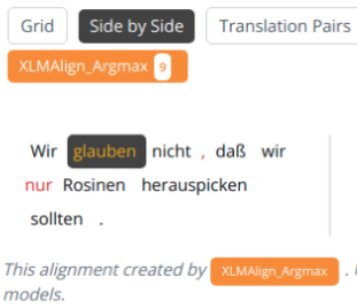 Grid Side by Side Translation Pairs
XLMAlign_Argmax 9
Wir glauben nicht , daß wir
nur Rosinen herauspicken
sollten .
This alignment created by XLMAlign_Argmax .
models.